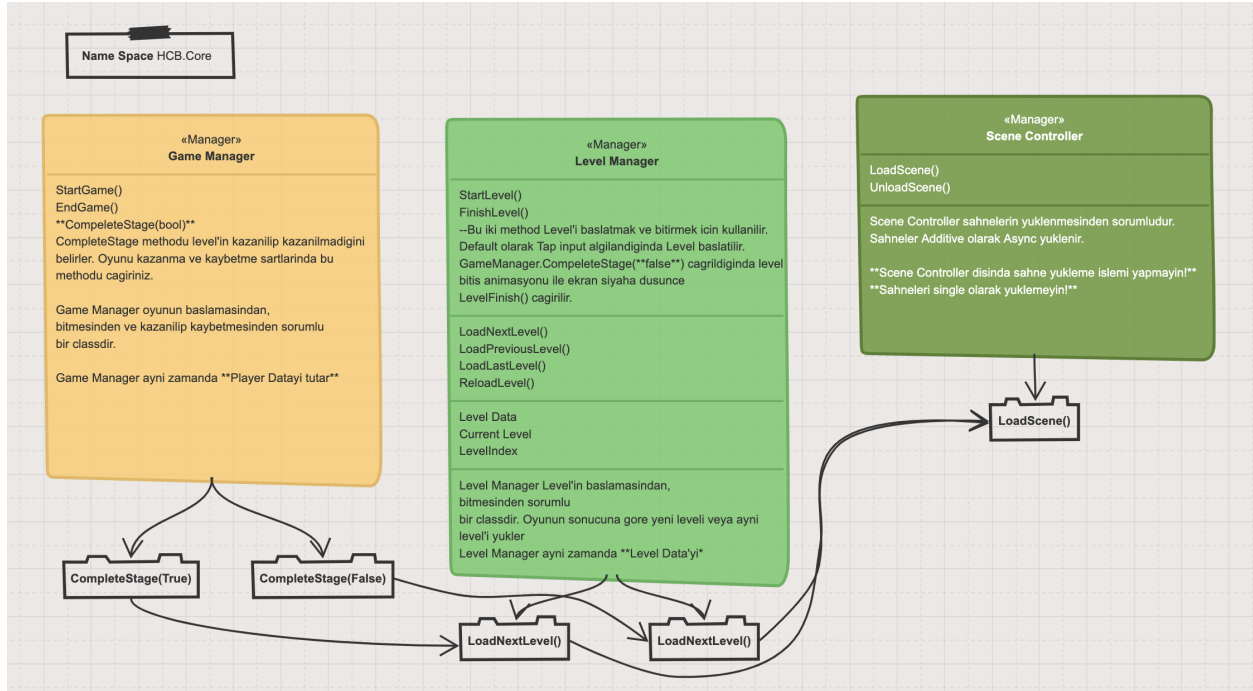 Name Space HCB.Core
«Manager»
Game Manager
StartGame()
EndGame()
**CompeleteStage(bool)**
CompleteStage methodu level'in kazanilip kazanilmadigini
belirler. Oyunu kazanma ve kaybetme sartlarinda bu
methodu cagiriniz.
Game Manager oyunun baslamasindan,
bitmesinden ve kazanilip kaybetmesinden sorumlu
bir classdir.
Game Manager ayni zamanda **Player Datayi tutar**
CompleteStage(True)
CompleteStage(False)
«Manager»
Level Manager
StartLevel()
FinishLevel()
--Bu iki method Level'i baslatmak ve bitirmek icin kullanilir.
Default olarak Tap input algilandiginda Level baslatilir.
GameManager.CompeleteStage(**false**) cagrildiginda level
bitis animasyonu ile ekran siyaha dusunce
LevelFinish() cagirilir.
LoadNextLevel()
LoadPreviousLevel()
LoadLastLevel()
ReloadLevel()
Level Data
Current Level
LevelIndex
Level Manager Level'in baslamasindan,
bitmesinden sorumlu
bir classdir. Oyunun sonucuna gore yeni leveli veya ayni
level'i yukler
Level Manager ayni zamanda **Level Data'yi*
LoadNextLevel()
LoadNextLevel()
«Manager»
Scene Controller
LoadScene()
UnloadScene()
Scene Controller sahnelerin yuklenmesinden sorumludur.
Sahneler Additive olarak Async yuklenir.
**Scene Controller disinda sahne yukleme islemi yapmayin!**
**Sahneleri single olarak yuklemeyin!**
LoadScene()